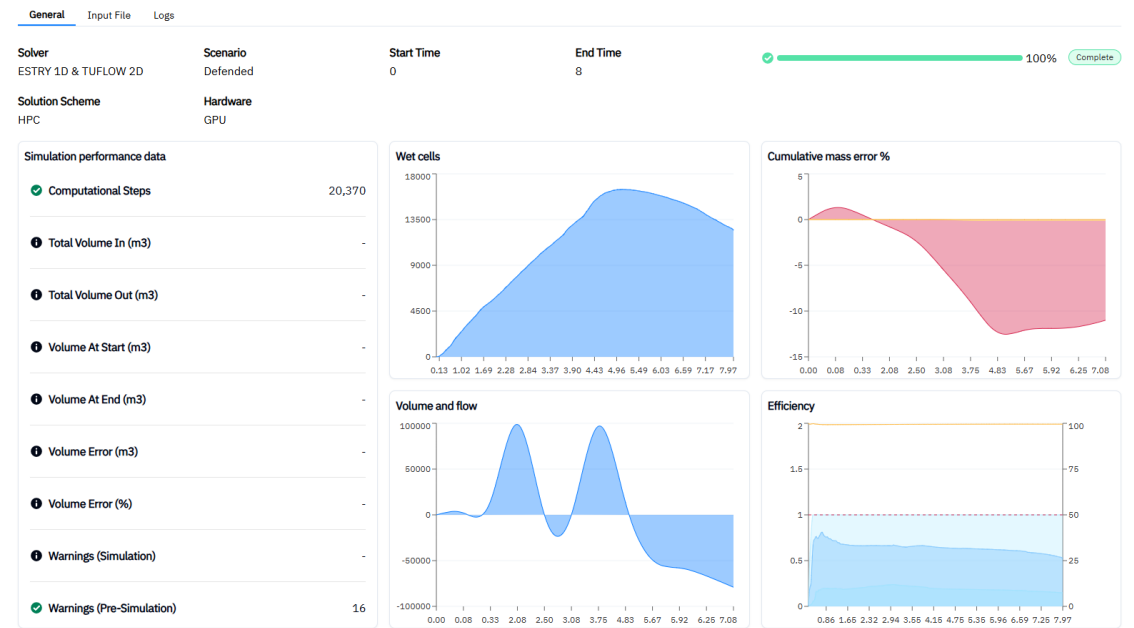 General Input File Logs
Solver Scenario Start Time End Time
ESTRY 1D & TUFLOW 2D Defended 0 8
100% Complete
Solution Scheme Hardware
HPC GPU
Simulation performance data
Computational Steps 20,370
Total Volume In (m3) -
Total Volume Out (m3) -
Volume At Start (m3) -
Volume At End (m3) -
Volume Error (m3) -
Volume Error (%) -
Warnings (Simulation) -
Warnings (Pre-Simulation) 16
Wet cells
18000
13500
9000
4500
0
0.13 1.02 1.69 2.28 2.84 3.37 3.90 4.43 4.96 5.49 6.03 6.59 7.17 7.97
Cumulative mass error %
5
0
-5
-10
-15
0.00 0.08 0.33 2.08 2.50 3.08 3.75 4.83 5.67 5.92 6.25 7.08
Volume and flow
100000
50000
0
-50000
-100000
0.00 0.08 0.33 2.08 2.50 3.08 3.75 4.83 5.67 5.92 6.25 7.08
Efficiency
2 100
1.5 75
1 50
0.5 25
0 0
0.86 1.65 2.32 2.94 3.55 4.15 4.75 5.35 5.96 6.59 7.25 7.97